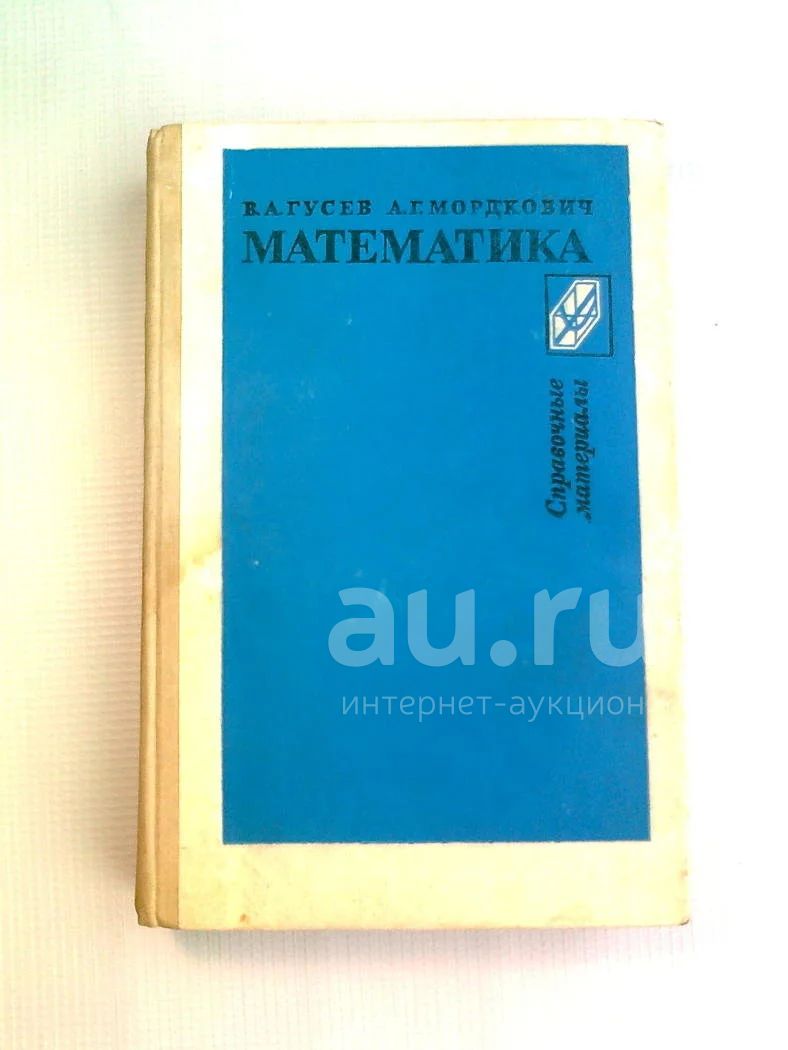 В.А.ГУСЕВ А.Г.МОРДКОВИЧ
МАТЕМАТИКА
Справочные
материалы
au.ru
интернет-аукцион